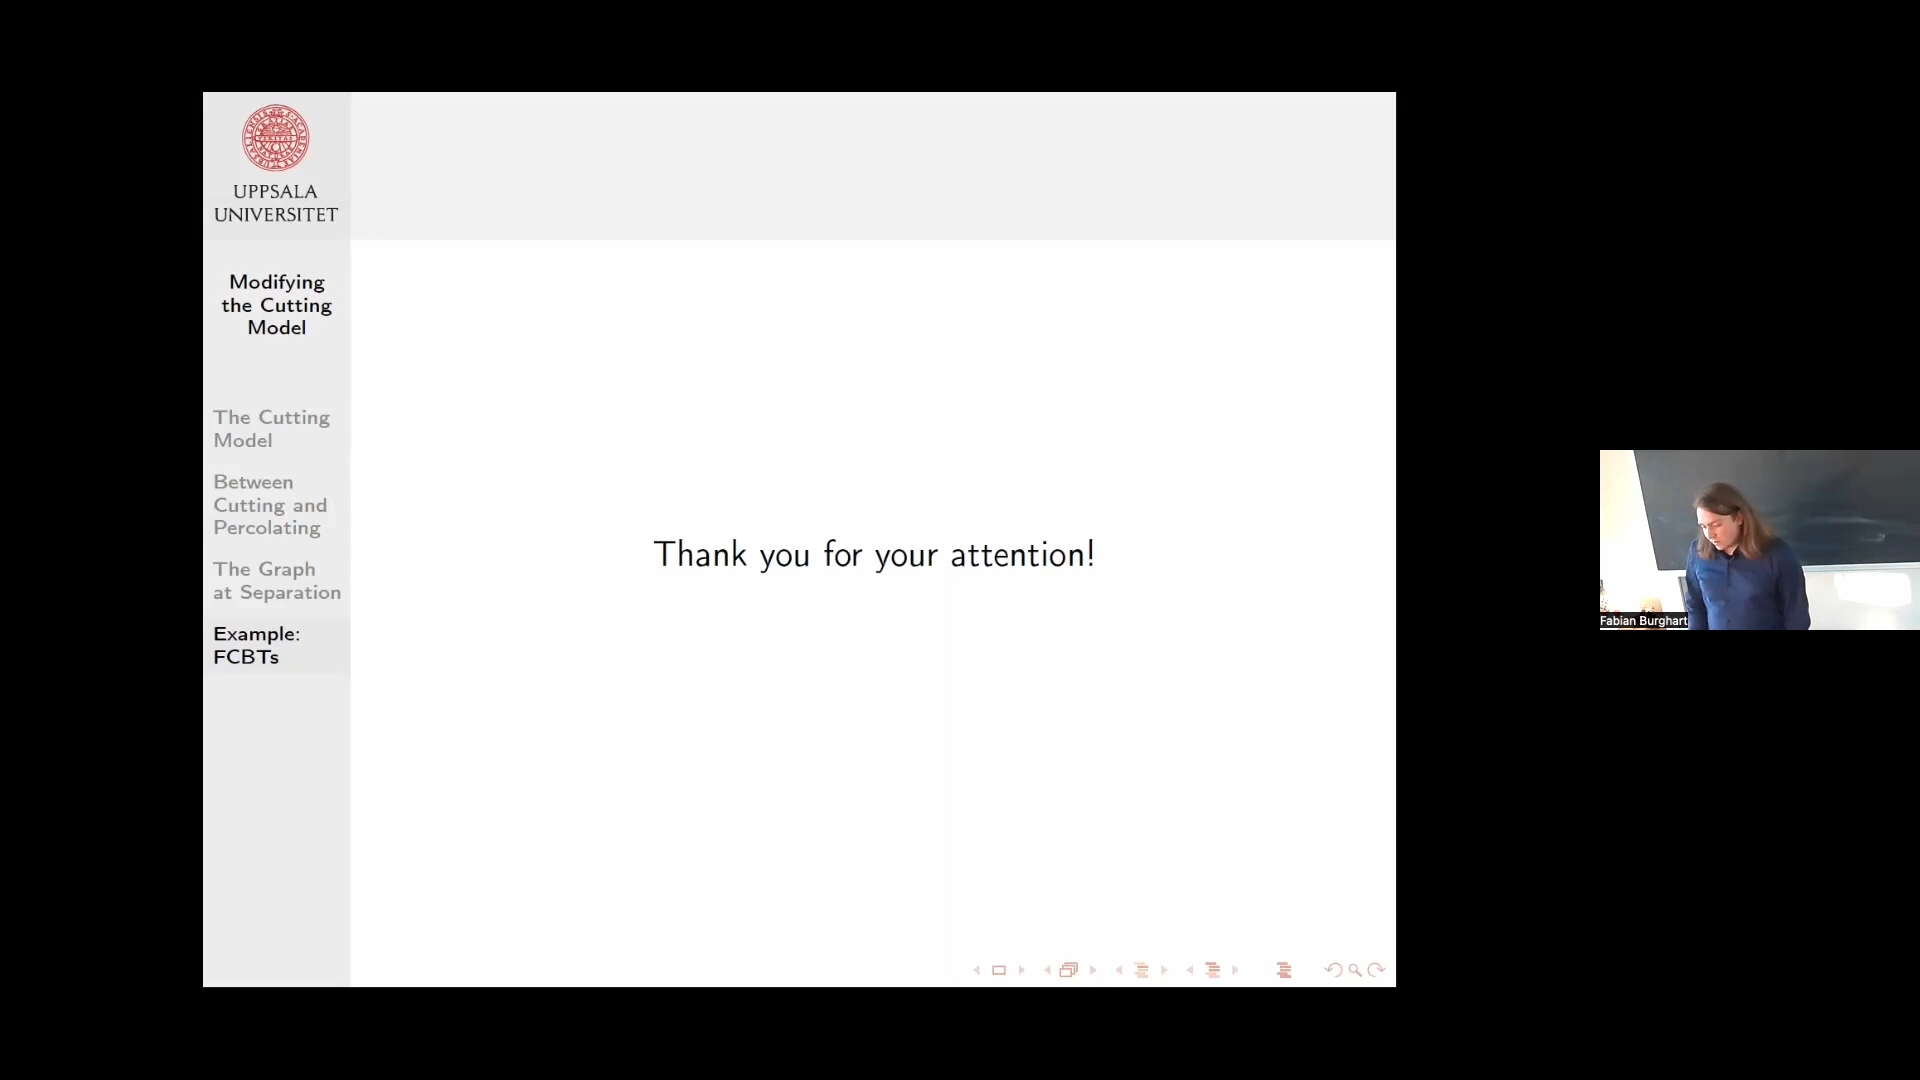 UPPSALA
UNIVERSITET
Modifying
the Cutting
Model
The Cutting
Model
Between
Cutting and
Percolating
The Graph
at Separation
Example:
FCBTs
Thank you for your attention!
Fabian Burghart